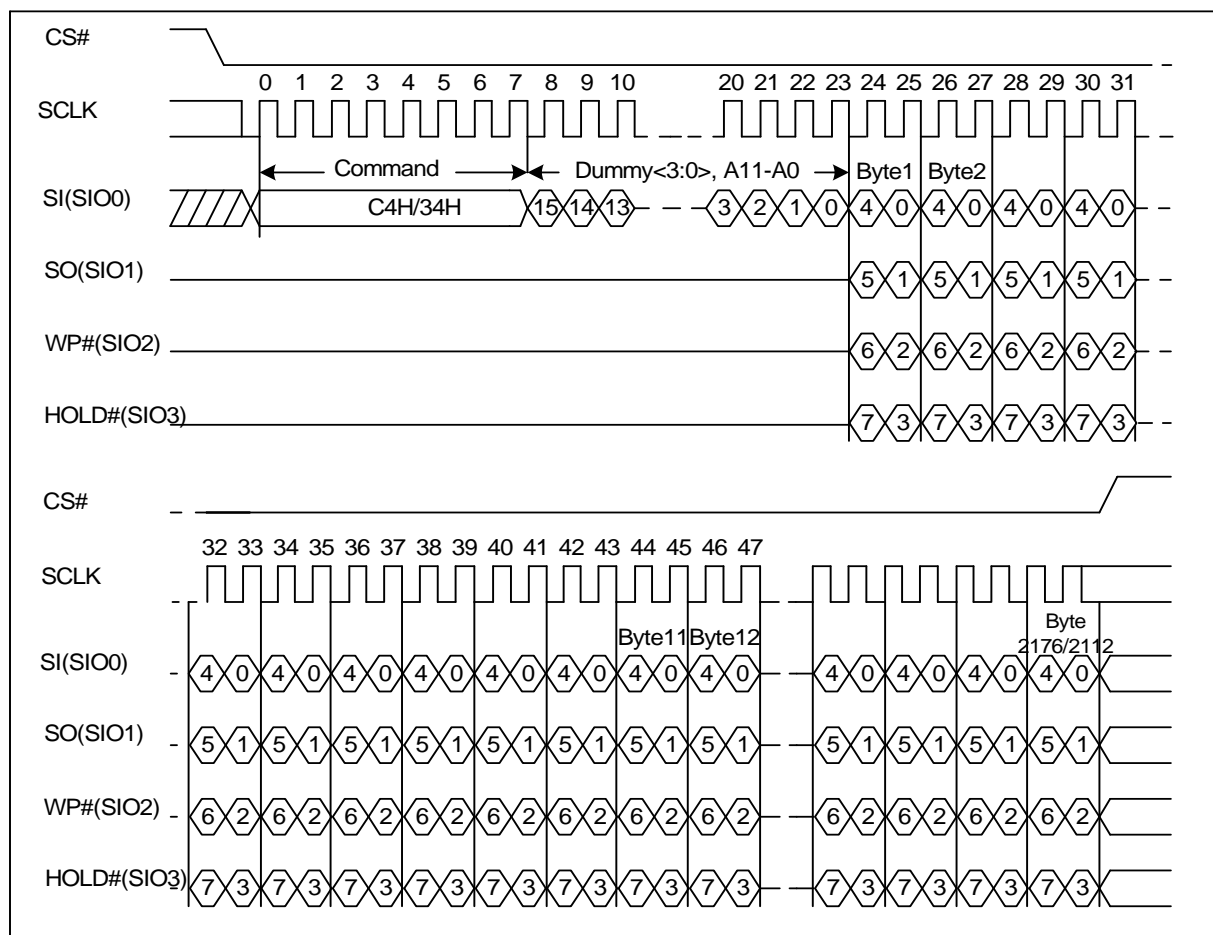 CS#
0 1 2 3 4 5 6 7 8 9 10 20 21 22 23 24 25 26 27 28 29 30 31
SCLK
Command Dummy<3:0>, A11-A0 Byte1 Byte2
SI(SIO0) C4H/34H 15 14 13 3 2 1 0 4 0 4 0 4 0 4 0
SO(SIO1) 5 1 5 1 5 1 5 1
WP#(SIO2) 6 2 6 2 6 2 6 2
HOLD#(SIO3) 7 3 7 3 7 3 7 3
CS#
32 33 34 35 36 37 38 39 40 41 42 43 44 45 46 47
SCLK
Byte11 Byte12 Byte
2176/2112
SI(SIO0) 4 0 4 0 4 0 4 0 4 0 4 0 4 0 4 0 4 0 4 0 4 0 4 0
SO(SIO1) 5 1 5 1 5 1 5 1 5 1 5 1 5 1 5 1 5 1 5 1 5 1 5 1
WP#(SIO2) 6 2 6 2 6 2 6 2 6 2 6 2 6 2 6 2 6 2 6 2 6 2 6 2
HOLD#(SIO3) 7 3 7 3 7 3 7 3 7 3 7 3 7 3 7 3 7 3 7 3 7 3 7 3